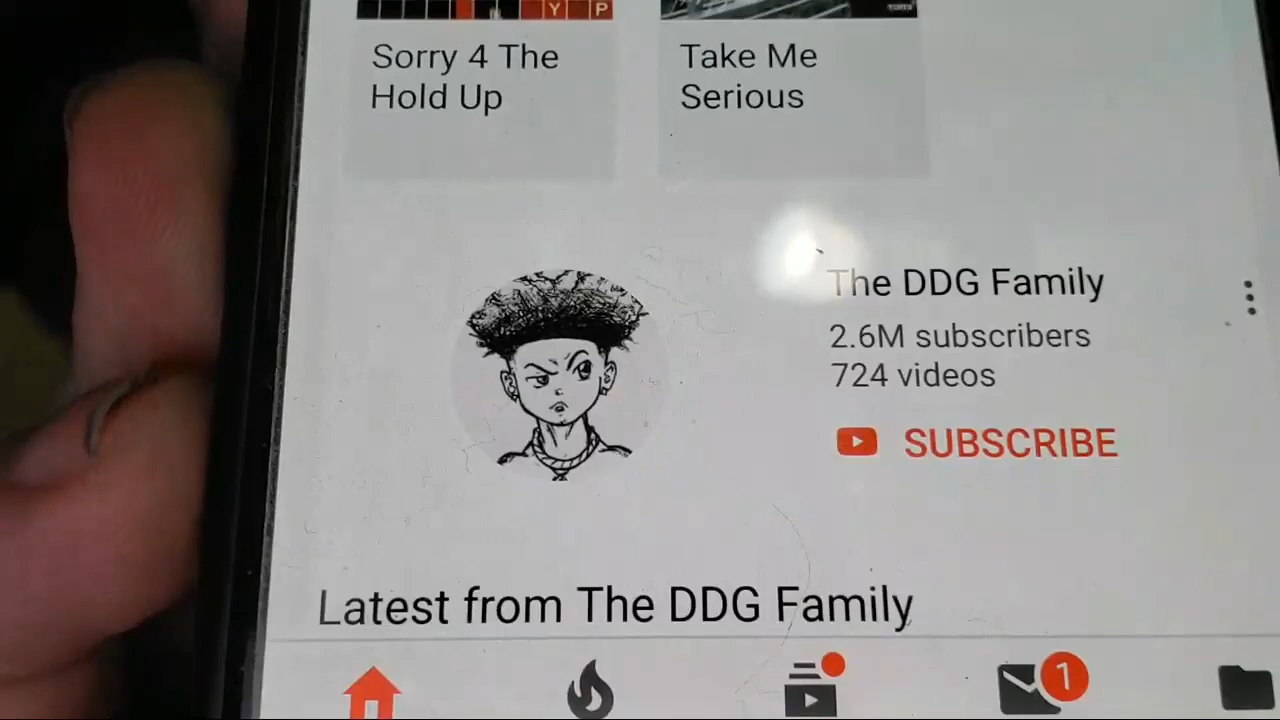 Y P
Sorry 4 The
Hold Up
Take Me
Serious
The DDG Family
2.6M subscribers
724 videos
SUBSCRIBE
Latest from The DDG Family
1